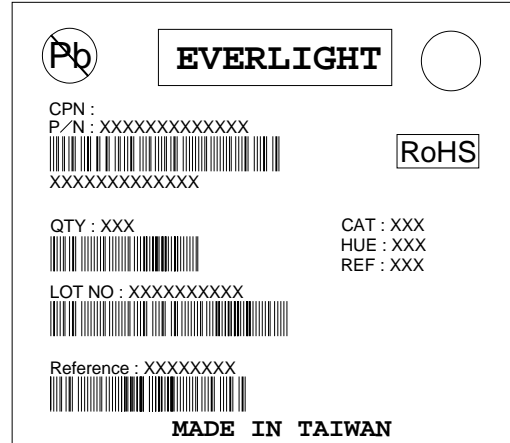 Pb
EVERLIGHT
CPN :
P/N : XXXXXXXXXXXXX
RoHS
XXXXXXXXXXXXX
QTY : XXX
CAT : XXX
HUE : XXX
REF : XXX
LOT NO : XXXXXXXXXX
Reference : XXXXXXXX
MADE IN TAIWAN